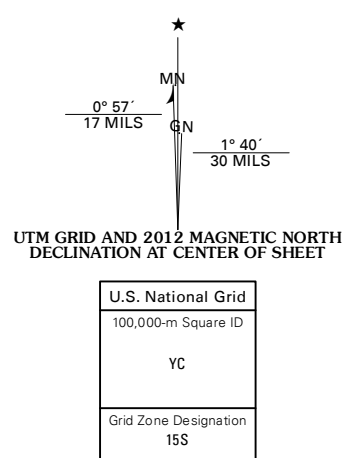 ★
MN
0° 57´
17 MILS
GN
1° 40´
30 MILS
UTM GRID AND 2012 MAGNETIC NORTH
DECLINATION AT CENTER OF SHEET
U.S. National Grid
100,000-m Square ID
YC
Grid Zone Designation
15S